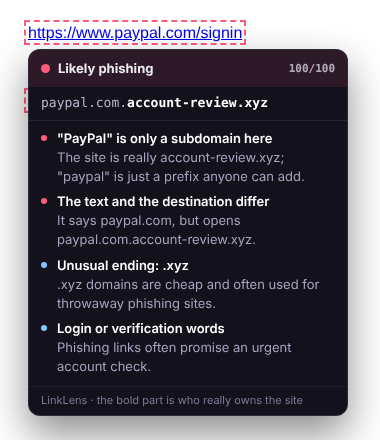 https://www.paypal.com/signin
Likely phishing 100/100
paypal.com.account-review.xyz
"PayPal" is only a subdomain here
The site is really account-review.xyz;
"paypal" is just a prefix anyone can add.
The text and the destination differ
It says paypal.com, but opens
paypal.com.account-review.xyz.
Unusual ending: .xyz
.xyz domains are cheap and often used for
throwaway phishing sites.
Login or verification words
Phishing links often promise an urgent
account check.
LinkLens · the bold part is who really owns the site